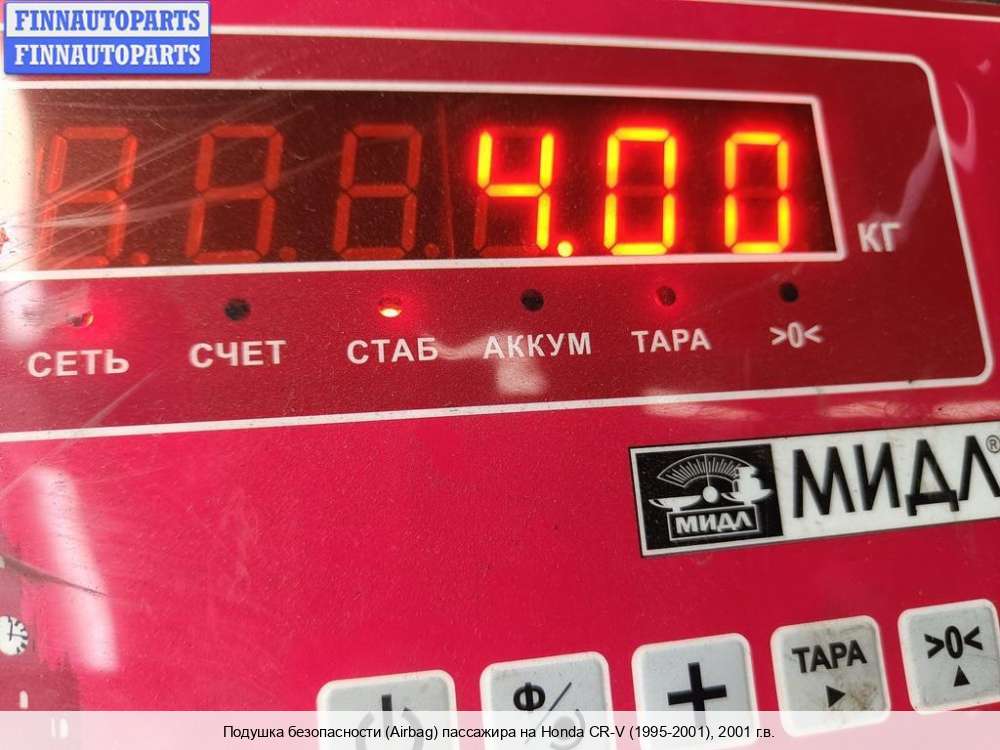 FINNAUTOPARTS
FINNAUTOPARTS
4.00
КГ
СЕТЬ СЧЕТ СТАБ АККУМ ТАРА >0<
МИДЛ МИДЛ®
Ф ТАРА >0<
+
Подушка безопасности (Airbag) пассажира на Honda CR-V (1995-2001), 2001 г.в.